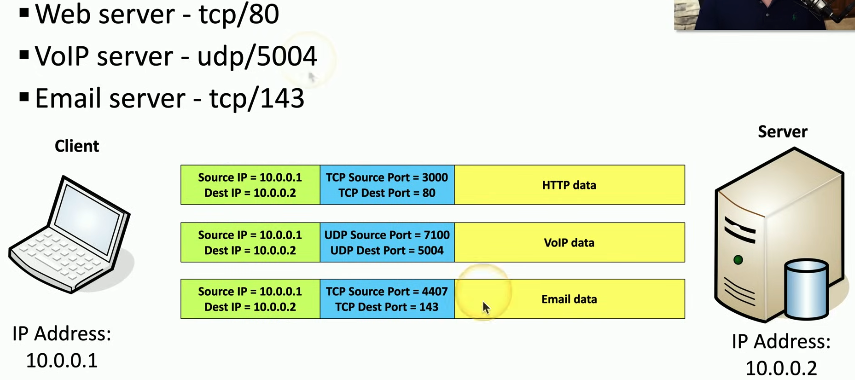 ▪ Web server - tcp/80
▪ VoIP server - udp/5004
▪ Email server - tcp/143
Client
Server
Source IP = 10.0.0.1
Dest IP = 10.0.0.2
TCP Source Port = 3000
TCP Dest Port = 80
HTTP data
Source IP = 10.0.0.1
Dest IP = 10.0.0.2
UDP Source Port = 7100
UDP Dest Port = 5004
VoIP data
Source IP = 10.0.0.1
Dest IP = 10.0.0.2
TCP Source Port = 4407
TCP Dest Port = 143
Email data
IP Address:
10.0.0.1
IP Address:
10.0.0.2